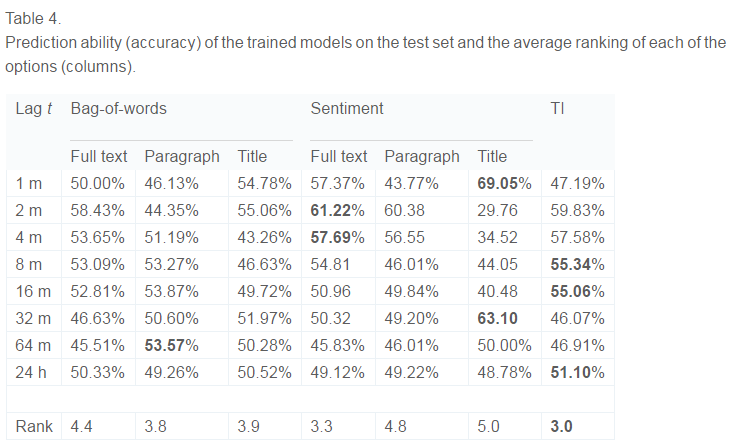 Table 4.
Prediction ability (accuracy) of the trained models on the test set and the average ranking of each of the
options (columns).
Lag t Bag-of-words Sentiment TI
Full text Paragraph Title Full text Paragraph Title
1 m 50.00% 46.13% 54.78% 57.37% 43.77% 69.05% 47.19%
2 m 58.43% 44.35% 55.06% 61.22% 60.38 29.76 59.83%
4 m 53.65% 51.19% 43.26% 57.69% 56.55 34.52 57.58%
8 m 53.09% 53.27% 46.63% 54.81 46.01% 44.05 55.34%
16 m 52.81% 53.87% 49.72% 50.96 49.84% 40.48 55.06%
32 m 46.63% 50.60% 51.97% 50.32 49.20% 63.10 46.07%
64 m 45.51% 53.57% 50.28% 45.83% 46.01% 50.00% 46.91%
24 h 50.33% 49.26% 50.52% 49.12% 49.22% 48.78% 51.10%
Rank 4.4 3.8 3.9 3.3 4.8 5.0 3.0